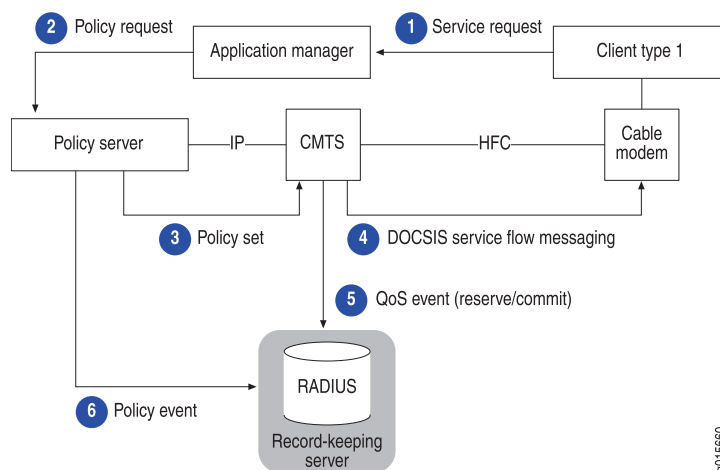 2 Policy request
1 Service request
Application manager
Client type 1
Policy server
IP
CMTS
HFC
Cable
modem
3 Policy set
4 DOCSIS service flow messaging
5 QoS event (reserve/commit)
RADIUS
6 Policy event
Record-keeping
server